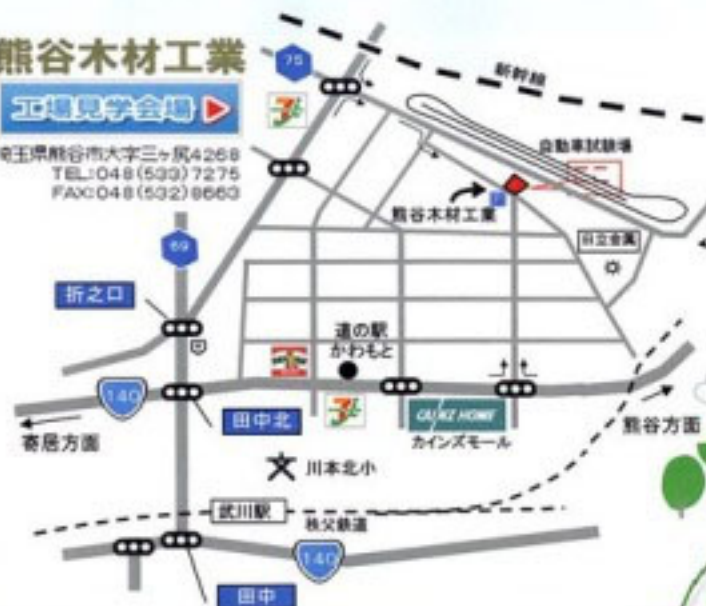 熊谷木材工業
工場見学会場
埼玉県熊谷市大字三ヶ尻4268
TEL:048(533)7275
FAX:048(532)8663
75
新幹線
自動車試験場
熊谷木材工業
日立金属
69
折之口
道の駅
かわもと
140
田中北
CAINZ HOME
カインズモール
熊谷方面
寄居方面
川本北小
武川駅
秩父鉄道
140
田中